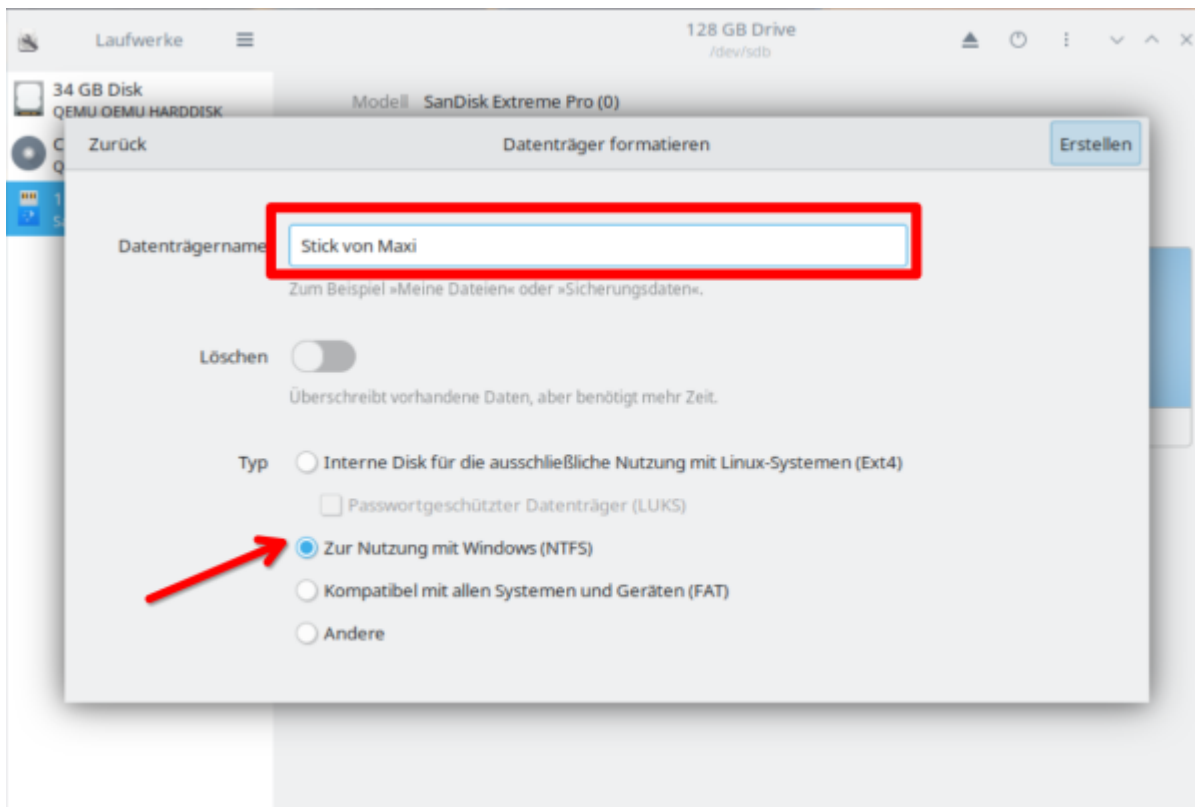 Laufwerke
128 GB Drive
/dev/sdb
34 GB Disk
QEMU QEMU HARDDISK
Modell SanDisk Extreme Pro (0)
Zurück
Datenträger formatieren
Erstellen
Datenträgername Stick von Maxi
Zum Beispiel »Meine Dateien« oder »Sicherungsdaten«.
Löschen
Überschreibt vorhandene Daten, aber benötigt mehr Zeit.
Typ Interne Disk für die ausschließliche Nutzung mit Linux-Systemen (Ext4)
Passwortgeschützter Datenträger (LUKS)
Zur Nutzung mit Windows (NTFS)
Kompatibel mit allen Systemen und Geräten (FAT)
Andere